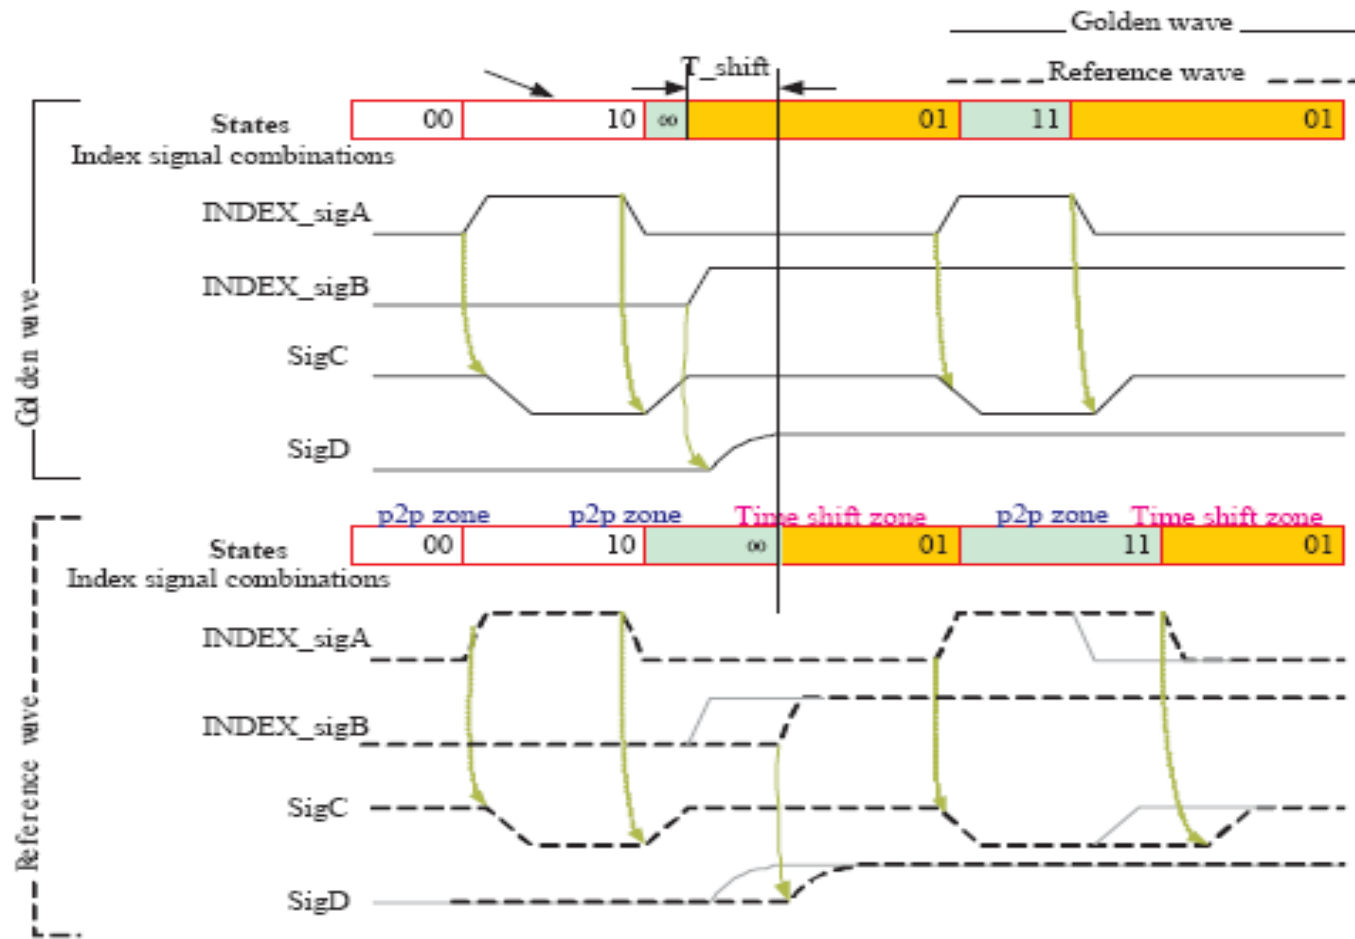 Golden wave
T_shift
Reference wave
States
00 10 ∞ 01 11 01
Index signal combinations
INDEX_sigA
INDEX_sigB
SigC
SigD
Golden wave
p2p zone p2p zone Time shift zone p2p zone Time shift zone
States
00 10 ∞ 01 11 01
Index signal combinations
INDEX_sigA
INDEX_sigB
SigC
SigD
Reference wave